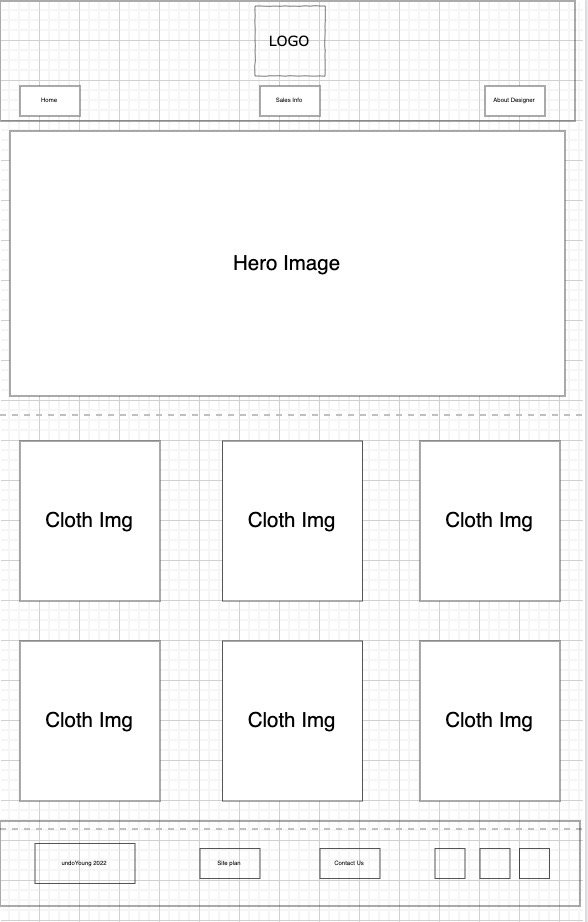 LOGO
Home
Sales Info
About Designer
Hero Image
Cloth Img
Cloth Img
Cloth Img
Cloth Img
Cloth Img
Cloth Img
undoYoung 2022
Site plan
Contact Us